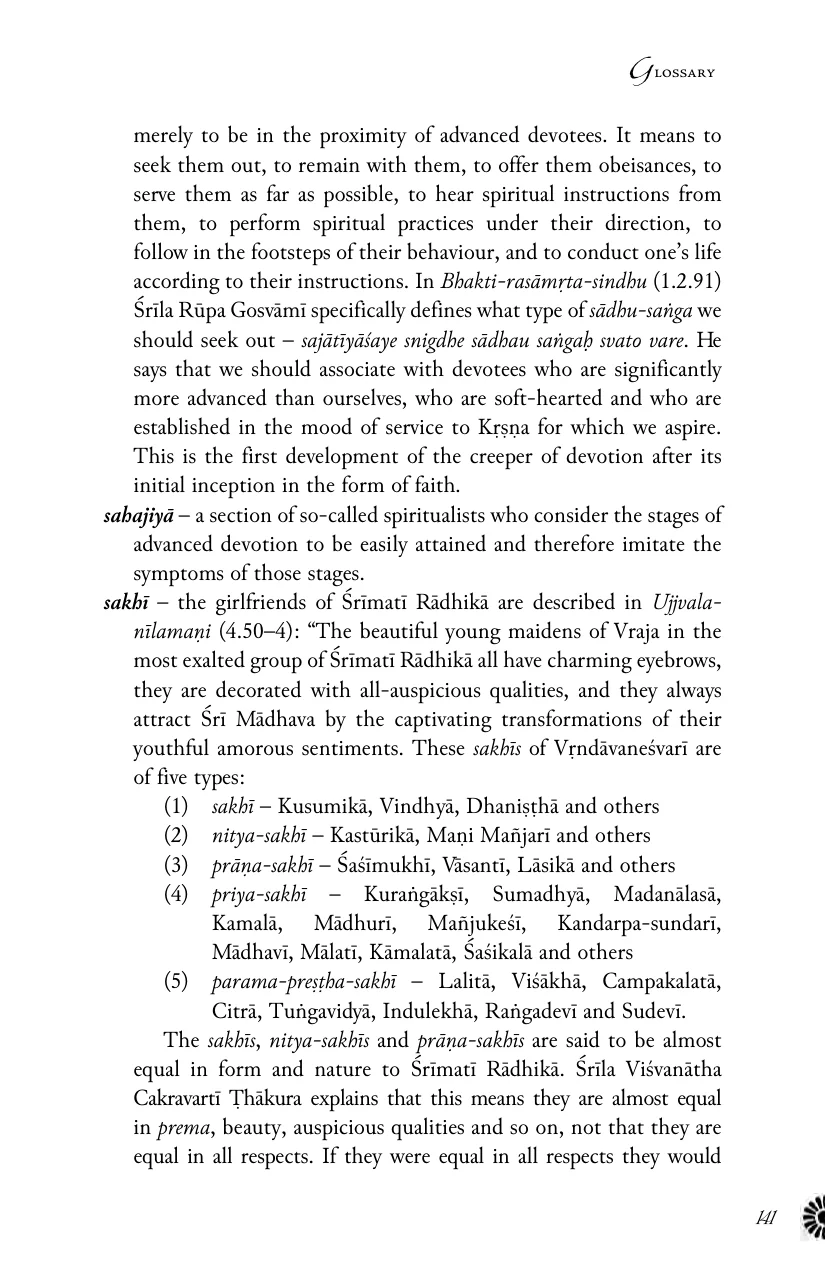 Glossary
merely to be in the proximity of advanced devotees. It means to
seek them out, to remain with them, to offer them obeisances, to
serve them as far as possible, to hear spiritual instructions from
them, to perform spiritual practices under their direction, to
follow in the footsteps of their behaviour, and to conduct one’s life
according to their instructions. In Bhakti-rasāmṛta-sindhu (1.2.91)
Śrīla Rūpa Gosvāmī specifically defines what type of sādhu-saṅga we
should seek out – sajātīyāśaye snigdhe sādhau saṅgaḥ svato vare. He
says that we should associate with devotees who are significantly
more advanced than ourselves, who are soft-hearted and who are
established in the mood of service to Kṛṣṇa for which we aspire.
This is the first development of the creeper of devotion after its
initial inception in the form of faith.
sahajiyā – a section of so-called spiritualists who consider the stages of
advanced devotion to be easily attained and therefore imitate the
symptoms of those stages.
sakhī – the girlfriends of Śrīmatī Rādhikā are described in Ujjvala-
nīlamaṇi (4.50–4): “The beautiful young maidens of Vraja in the
most exalted group of Śrīmatī Rādhikā all have charming eyebrows,
they are decorated with all-auspicious qualities, and they always
attract Śrī Mādhava by the captivating transformations of their
youthful amorous sentiments. These sakhīs of Vṛndāvaneśvarī are
of five types:
(1) sakhī – Kusumikā, Vindhyā, Dhaniṣṭhā and others
(2) nitya-sakhī – Kastūrikā, Maṇi Mañjarī and others
(3) prāṇa-sakhī – Śaśīmukhī, Vāsantī, Lāsikā and others
(4) priya-sakhī – Kuraṅgākṣī, Sumadhyā, Madanālasā,
Kamalā, Mādhurī, Mañjukeśī, Kandarpa-sundarī,
Mādhavī, Mālatī, Kāmalatā, Śaśikalā and others
(5) parama-preṣṭha-sakhī – Lalitā, Viśākhā, Campakalatā,
Citrā, Tuṅgavidyā, Indulekhā, Raṅgadevī and Sudevī.
The sakhīs, nitya-sakhīs and prāṇa-sakhīs are said to be almost
equal in form and nature to Śrīmatī Rādhikā. Śrīla Viśvanātha
Cakravartī Ṭhākura explains that this means they are almost equal
in prema, beauty, auspicious qualities and so on, not that they are
equal in all respects. If they were equal in all respects they would
141